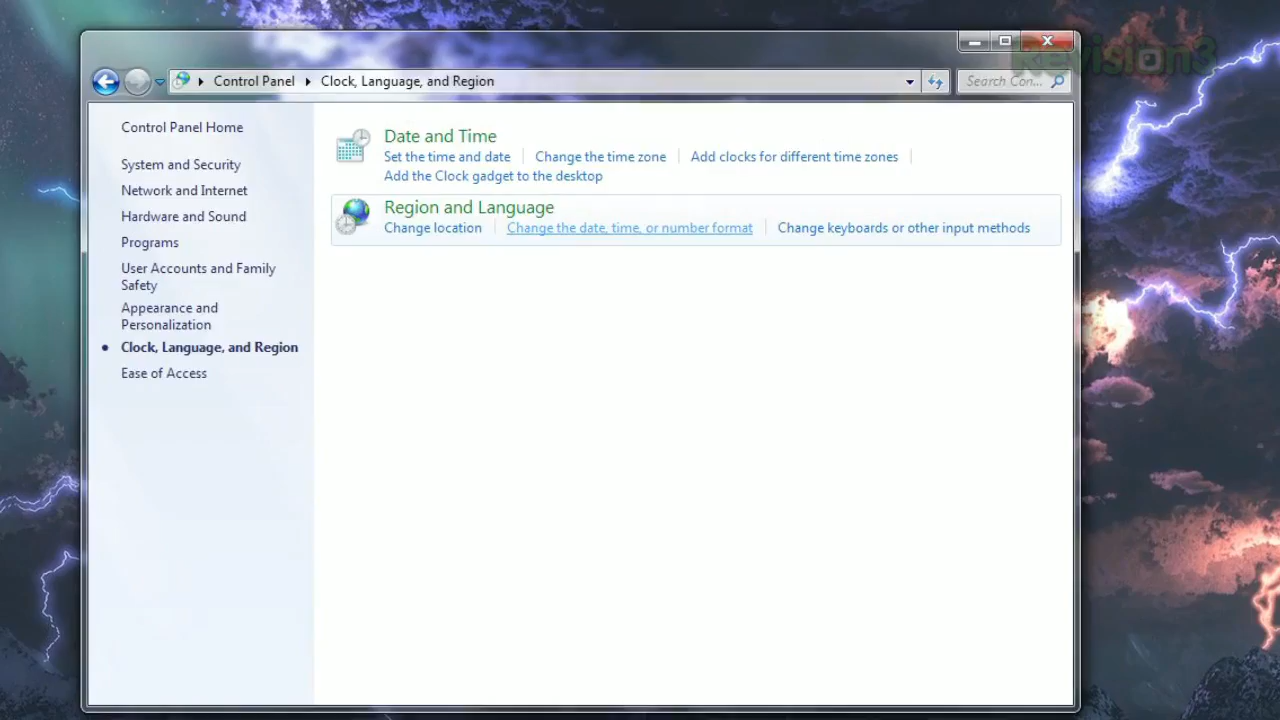 Revision3
Control Panel Clock, Language, and Region
Search Con...
Control Panel Home
System and Security
Network and Internet
Hardware and Sound
Programs
User Accounts and Family
Safety
Appearance and
Personalization
Clock, Language, and Region
Ease of Access
Date and Time
Set the time and date Change the time zone Add clocks for different time zones
Add the Clock gadget to the desktop
Region and Language
Change location Change the date, time, or number format Change keyboards or other input methods